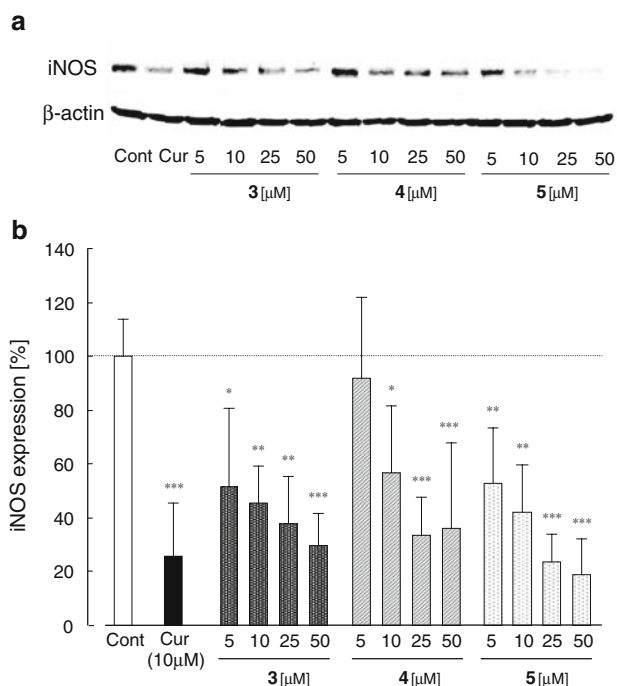 a
iNOS
β-actin
Cont Cur 5 10 25 50 5 10 25 50 5 10 25 50
3 [μM] 4 [μM] 5 [μM]
b
140
120
100
80
60
40
20
0
iNOS expression [%]
*** * ** ** *** * *** *** ** ** *** ***
Cont Cur 5 10 25 50 5 10 25 50 5 10 25 50
(10μM)
3 [μM] 4 [μM] 5 [μM]